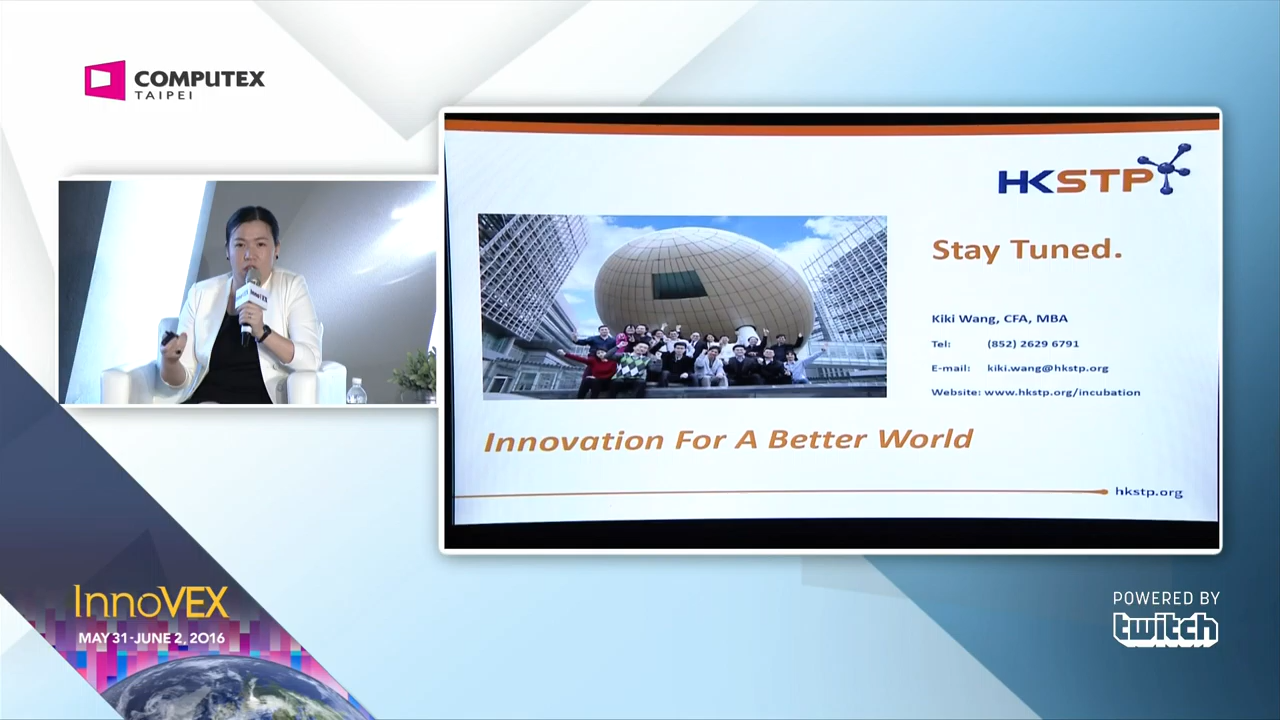 COMPUTEX
TAIPEI
InnoVEX
HKSTP
Stay Tuned.
Kiki Wang, CFA, MBA
Tel: (852) 2629 6791
E-mail: kiki.wang@hkstp.org
Website: www.hkstp.org/incubation
Innovation For A Better World
hkstp.org
InnoVEX
MAY 31-JUNE 2, 2016
POWERED BY
twitch